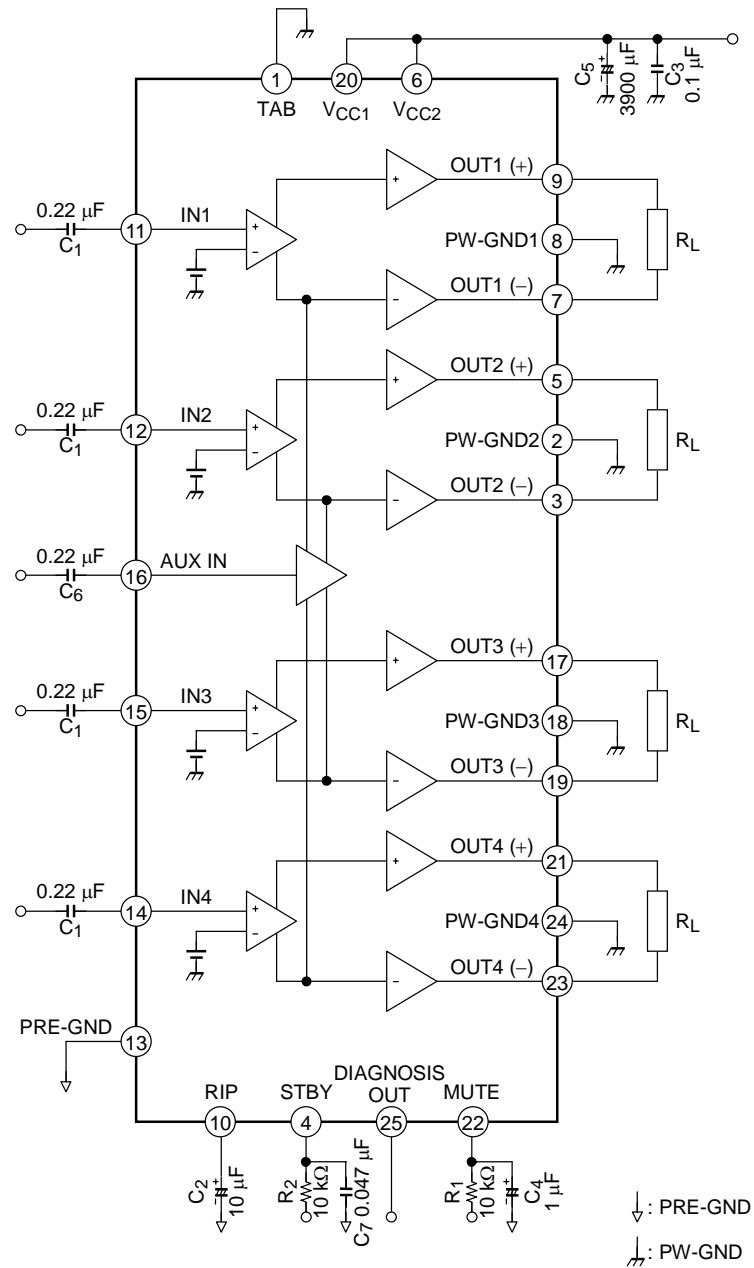 1
20
6
TAB
VCC1
VCC2
C5
3900 μF
C3
0.1 μF
OUT1 (+)
9
0.22 μF
C1
11
IN1
PW-GND1
8
RL
OUT1 (−)
7
OUT2 (+)
5
0.22 μF
C1
12
IN2
PW-GND2
2
RL
OUT2 (−)
3
0.22 μF
C6
16
AUX IN
OUT3 (+)
17
0.22 μF
C1
15
IN3
PW-GND3
18
RL
OUT3 (−)
19
OUT4 (+)
21
0.22 μF
C1
14
IN4
PW-GND4
24
RL
OUT4 (−)
23
PRE-GND
13
RIP
STBY
DIAGNOSIS
OUT
MUTE
10
4
25
22
C2
10 μF
R2
10 kΩ
C7 0.047 μF
R1
10 kΩ
C4
1 μF
: PRE-GND
: PW-GND